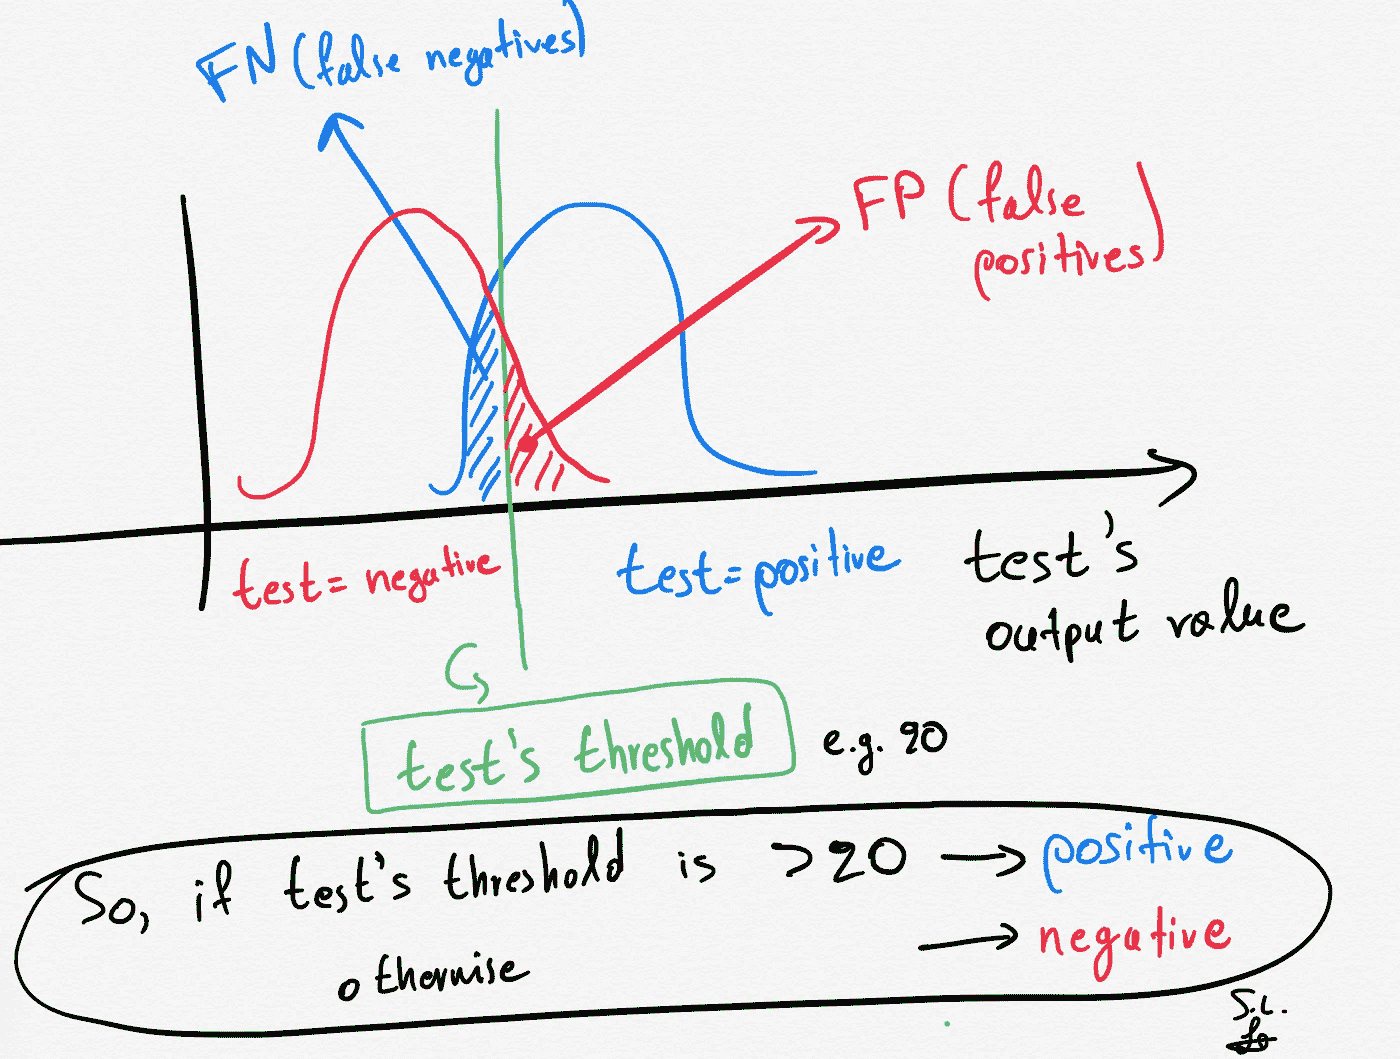 FN (false negatives)
FP (false
positives)
test = negative
test = positive
test's
output value
test's threshold
e.g. 20
So, if test's threshold is >20 → positive
otherwise → negative
S.L.